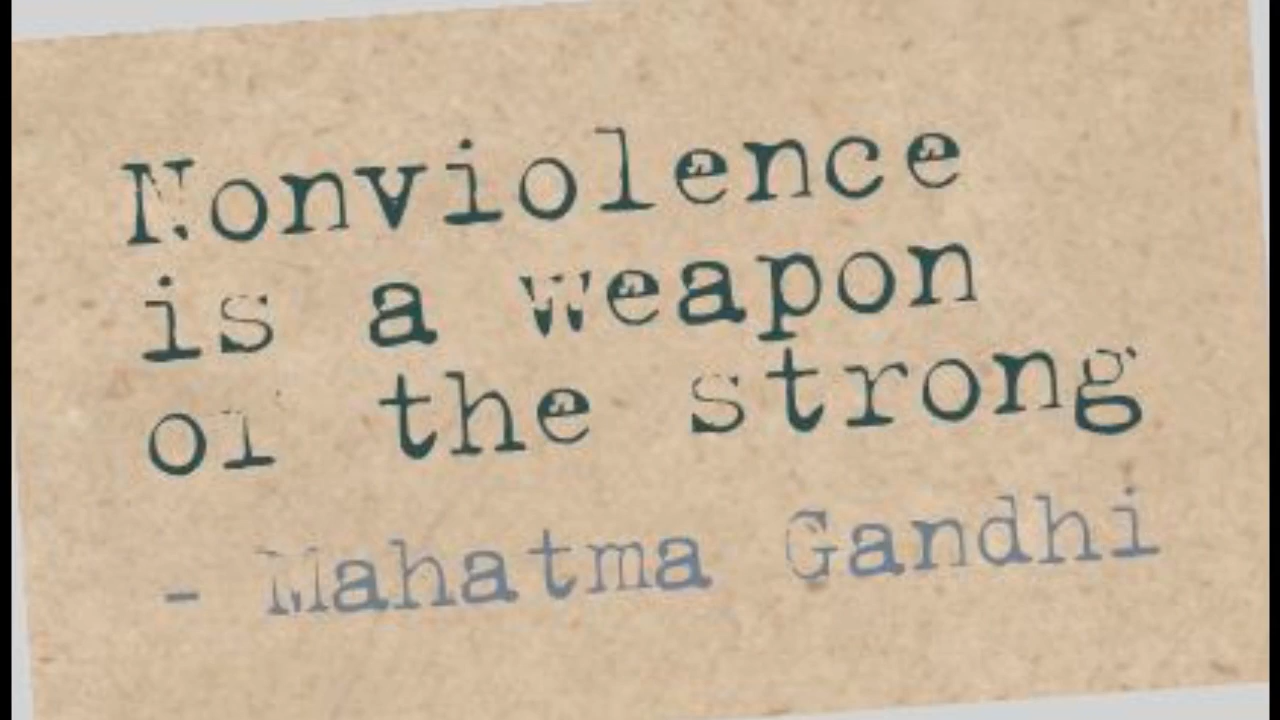 Nonviolence
is a weapon
of the strong
- Mahatma Gandhi